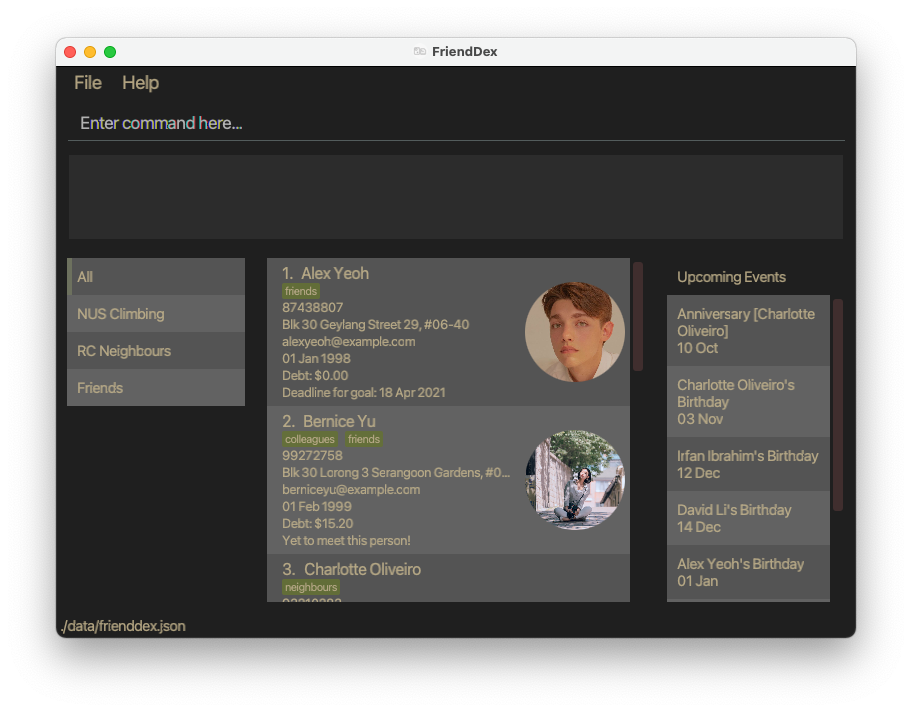 FriendDex
File Help
Enter command here...
All
NUS Climbing
RC Neighbours
Friends
1. Alex Yeoh
friends
87438807
Blk 30 Geylang Street 29, #06-40
alexyeoh@example.com
01 Jan 1998
Debt: $0.00
Deadline for goal: 18 Apr 2021
2. Bernice Yu
colleagues friends
99272758
Blk 30 Lorong 3 Serangoon Gardens, #0...
berniceyu@example.com
01 Feb 1999
Debt: $15.20
Yet to meet this person!
3. Charlotte Oliveiro
neighbours
Upcoming Events
Anniversary [Charlotte
Oliveiro]
10 Oct
Charlotte Oliveiro's
Birthday
03 Nov
Irfan Ibrahim's Birthday
12 Dec
David Li's Birthday
14 Dec
Alex Yeoh's Birthday
01 Jan
./data/frienddex.json